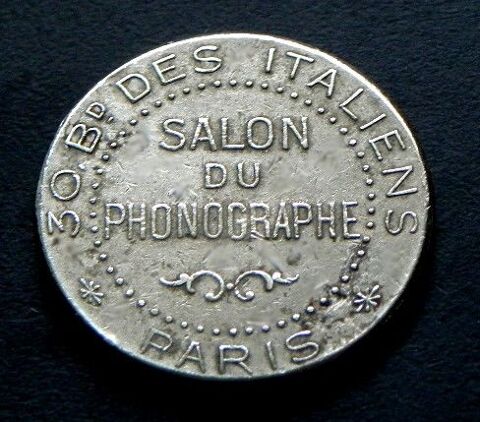 30 BD. DES ITALIENS
SALON
DU
PHONOGRAPHE
* PARIS *